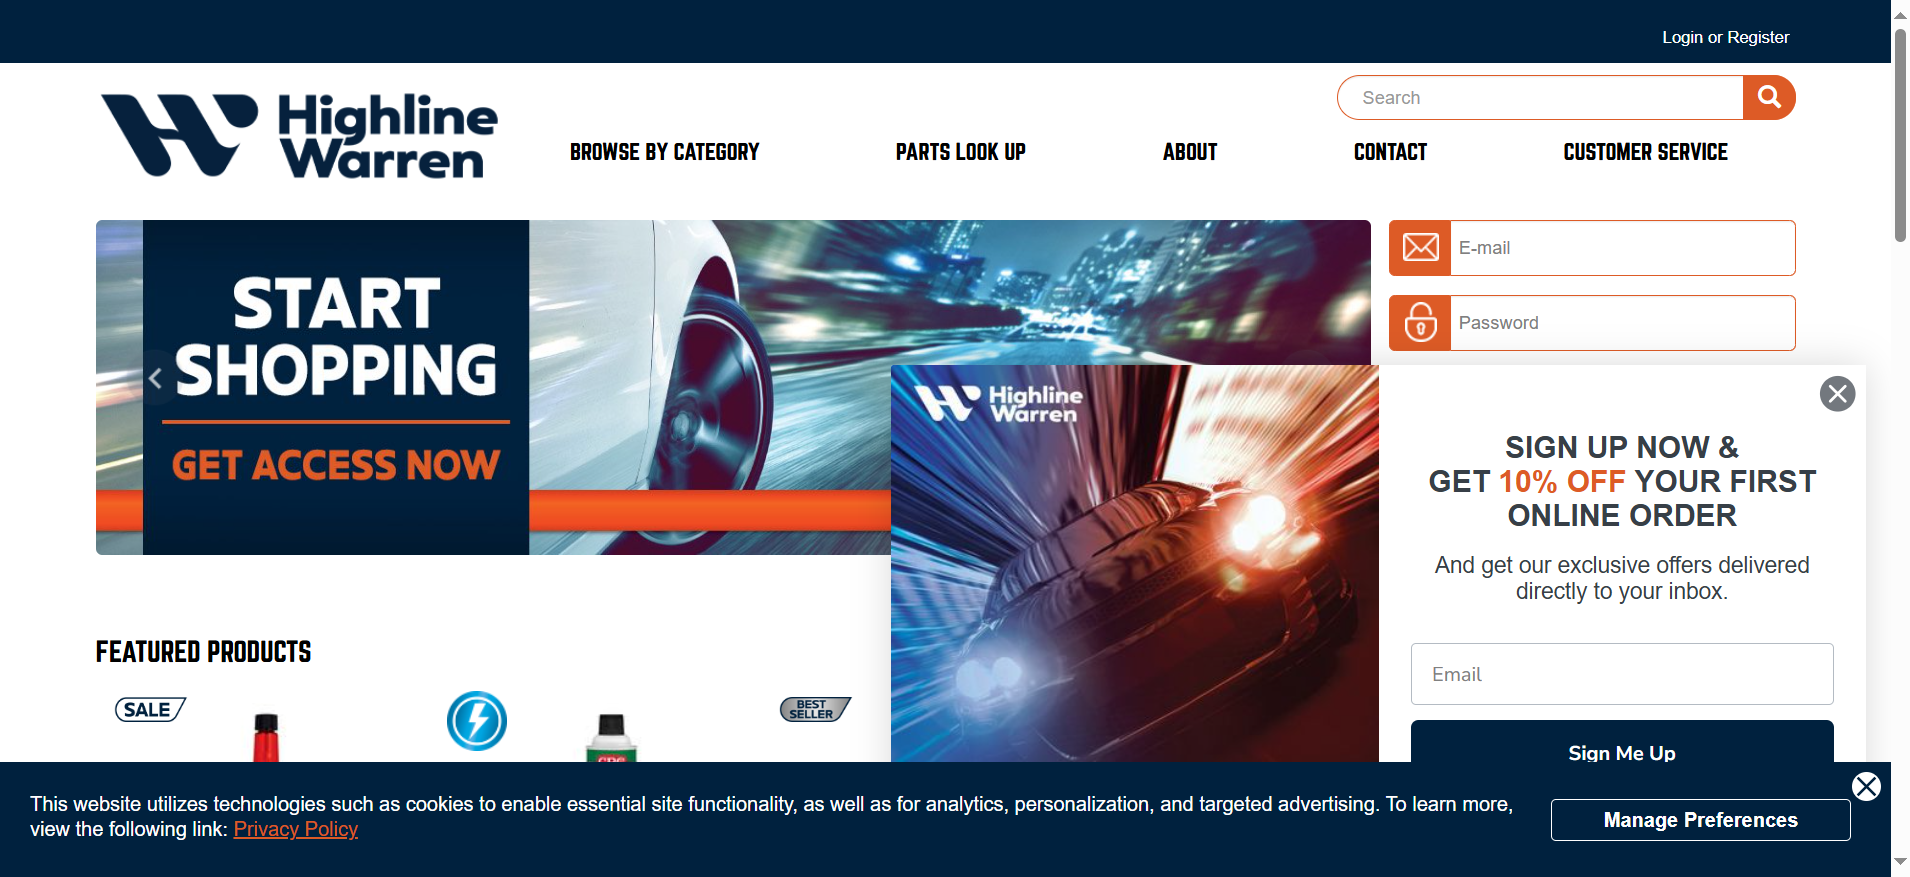 Login or Register
Highline
Warren
Search
BROWSE BY CATEGORY
PARTS LOOK UP
ABOUT
CONTACT
CUSTOMER SERVICE
START
SHOPPING
GET ACCESS NOW
E-mail
Password
Highline
Warren
SIGN UP NOW &
GET 10% OFF YOUR FIRST
ONLINE ORDER
And get our exclusive offers delivered
directly to your inbox.
Email
Sign Me Up
FEATURED PRODUCTS
SALE
BEST
SELLER
CRC
This website utilizes technologies such as cookies to enable essential site functionality, as well as for analytics, personalization, and targeted advertising. To learn more,
view the following link: Privacy Policy
Manage Preferences